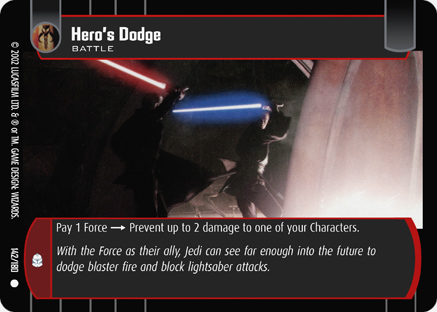 Hero's Dodge
BATTLE
© 2002 LUCASFILM LTD. & ® OR TM. GAME DESIGN: WIZARDS.
142/180
Pay 1 Force → Prevent up to 2 damage to one of your Characters.
With the Force as their ally, Jedi can see far enough into the future to
dodge blaster fire and block lightsaber attacks.